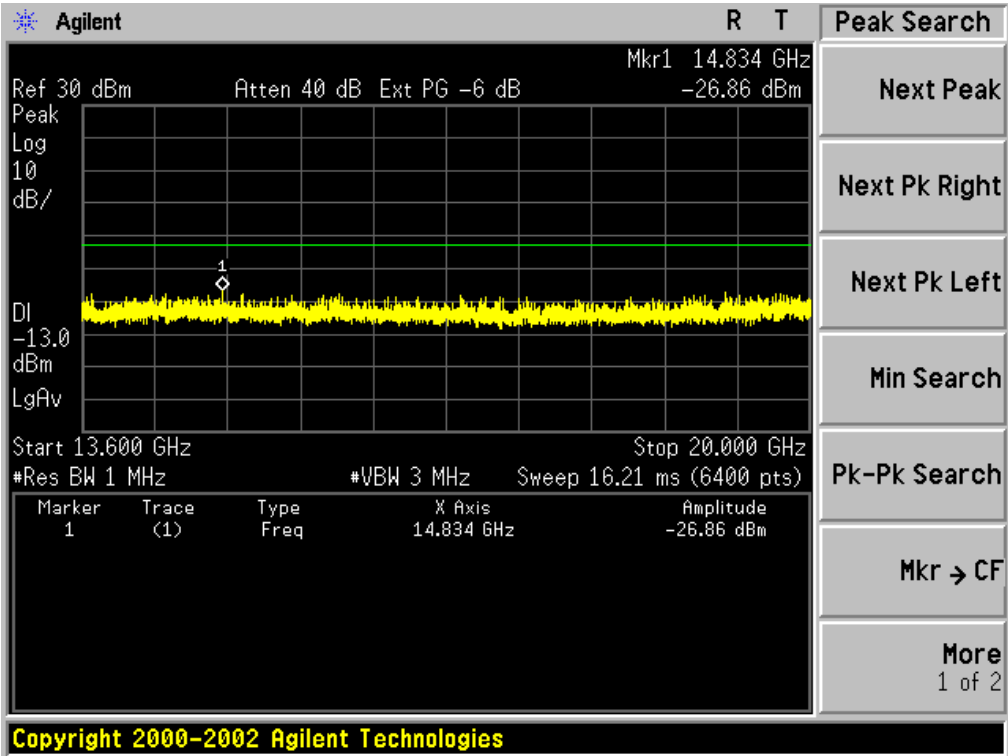 Agilent R T Peak Search
Mkr1 14.834 GHz
Ref 30 dBm Atten 40 dB Ext PG -6 dB -26.86 dBm
Peak
Log
10
dB/
1
DI
-13.0
dBm
LgAv
Start 13.600 GHz Stop 20.000 GHz
#Res BW 1 MHz #VBW 3 MHz Sweep 16.21 ms (6400 pts)
Marker Trace Type X Axis Amplitude
1 (1) Freq 14.834 GHz -26.86 dBm
Next Peak
Next Pk Right
Next Pk Left
Min Search
Pk-Pk Search
Mkr → CF
More
1 of 2
Copyright 2000-2002 Agilent Technologies